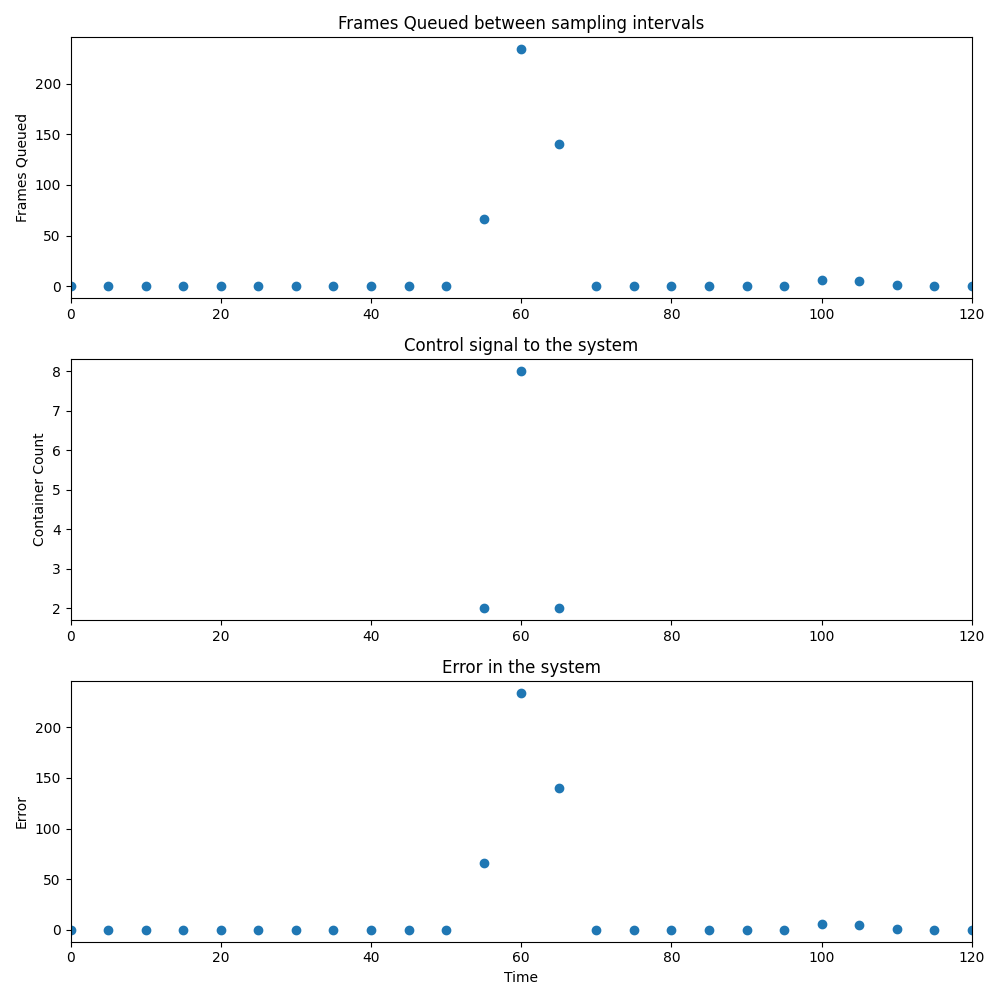 Frames Queued between sampling intervals
Frames Queued
200
150
100
50
0
0 20 40 60 80 100 120
Control signal to the system
Container Count
8
7
6
5
4
3
2
0 20 40 60 80 100 120
Error in the system
Error
200
150
100
50
0
0 20 40 60 80 100 120
Time